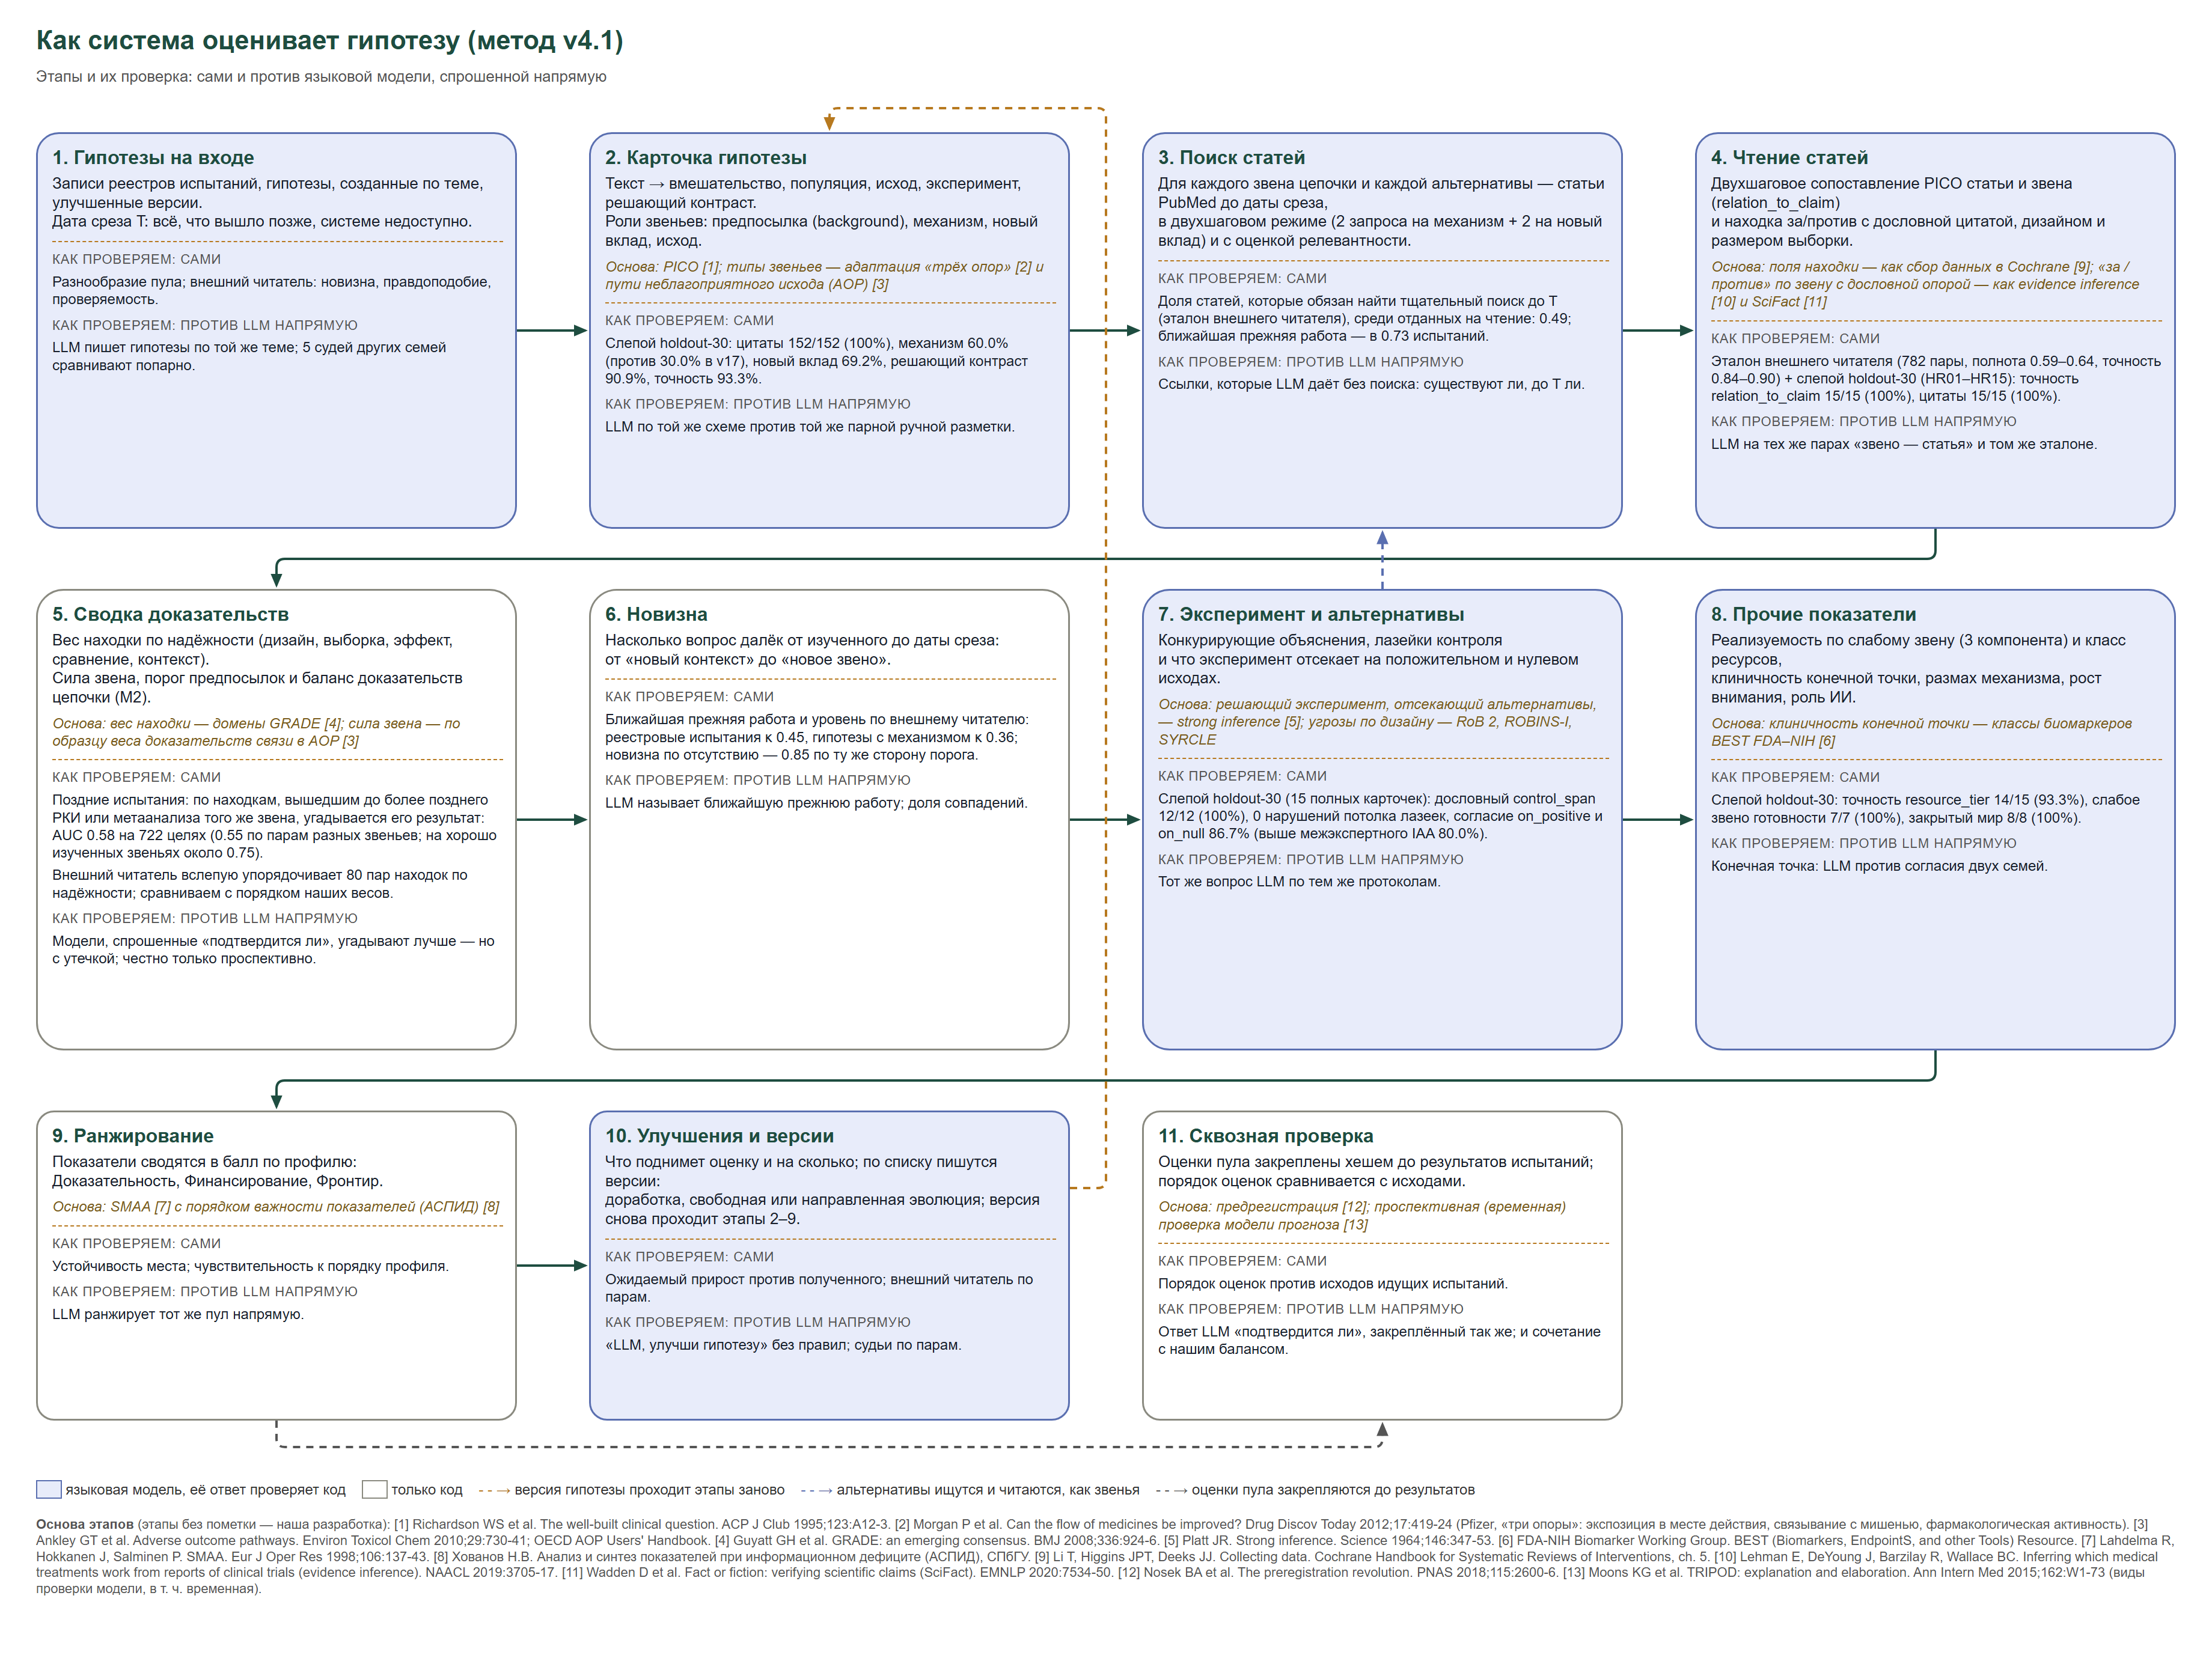 Как система оценивает гипотезу (метод v4.1)
Этапы и их проверка: сами и против языковой модели, спрошенной напрямую
1. Гипотезы на входе
Записи реестров испытаний, гипотезы, созданные по теме,
улучшенные версии.
Дата среза T: всё, что вышло позже, системе недоступно.
КАК ПРОВЕРЯЕМ: САМИ
Разнообразие пула; внешний читатель: новизна, правдоподобие,
проверяемость.
КАК ПРОВЕРЯЕМ: ПРОТИВ LLM НАПРЯМУЮ
LLM пишет гипотезы по той же теме; 5 судей других семей
сравнивают попарно.
2. Карточка гипотезы
Текст → вмешательство, популяция, исход, эксперимент,
решающий контраст.
Роли звеньев: предпосылка (background), механизм, новый
вклад, исход.
Основа: PICO [1]; типы звеньев — адаптация «трёх опор» [2] и
пути неблагоприятного исхода (AOP) [3]
КАК ПРОВЕРЯЕМ: САМИ
Слепой holdout-30: цитаты 152/152 (100%), механизм 60.0%
(против 30.0% в v17), новый вклад 69.2%, решающий контраст
90.9%, точность 93.3%.
КАК ПРОВЕРЯЕМ: ПРОТИВ LLM НАПРЯМУЮ
LLM по той же схеме против той же парной ручной разметки.
3. Поиск статей
Для каждого звена цепочки и каждой альтернативы — статьи
PubMed до даты среза,
в двухшаговом режиме (2 запроса на механизм + 2 на новый
вклад) и с оценкой релевантности.
КАК ПРОВЕРЯЕМ: САМИ
Доля статей, которые обязан найти тщательный поиск до T
(эталон внешнего читателя), среди отданных на чтение: 0.49;
ближайшая прежняя работа — в 0.73 испытаний.
КАК ПРОВЕРЯЕМ: ПРОТИВ LLM НАПРЯМУЮ
Ссылки, которые LLM даёт без поиска: существуют ли, до T ли.
4. Чтение статей
Двухшаговое сопоставление PICO статьи и звена
(relation_to_claim)
и находка за/против с дословной цитатой, дизайном и
размером выборки.
Основа: поля находки — как сбор данных в Cochrane [9]; «за /
против» по звену с дословной опорой — как evidence inference
[10] и SciFact [11]
КАК ПРОВЕРЯЕМ: САМИ
Эталон внешнего читателя (782 пары, полнота 0.59–0.64, точность
0.84–0.90) + слепой holdout-30 (HR01–HR15): точность
relation_to_claim 15/15 (100%), цитаты 15/15 (100%).
КАК ПРОВЕРЯЕМ: ПРОТИВ LLM НАПРЯМУЮ
LLM на тех же парах «звено — статья» и том же эталоне.
5. Сводка доказательств
Вес находки по надёжности (дизайн, выборка, эффект,
сравнение, контекст).
Сила звена, порог предпосылок и баланс доказательств
цепочки (M2).
Основа: вес находки — домены GRADE [4]; сила звена — по
образцу веса доказательств связи в AOP [3]
КАК ПРОВЕРЯЕМ: САМИ
Поздние испытания: по находкам, вышедшим до более позднего
РКИ или метаанализа того же звена, угадывается его результат:
AUC 0.58 на 722 целях (0.55 по парам разных звеньев; на хорошо
изученных звеньях около 0.75).
Внешний читатель вслепую упорядочивает 80 пар находок по
надёжности; сравниваем с порядком наших весов.
КАК ПРОВЕРЯЕМ: ПРОТИВ LLM НАПРЯМУЮ
Модели, спрошенные «подтвердится ли», угадывают лучше — но
с утечкой; честно только проспективно.
6. Новизна
Насколько вопрос далёк от изученного до даты среза:
от «новый контекст» до «новое звено».
КАК ПРОВЕРЯЕМ: САМИ
Ближайшая прежняя работа и уровень по внешнему читателю:
реестровые испытания κ 0.45, гипотезы с механизмом κ 0.36;
новизна по отсутствию — 0.85 по ту же сторону порога.
КАК ПРОВЕРЯЕМ: ПРОТИВ LLM НАПРЯМУЮ
LLM называет ближайшую прежнюю работу; доля совпадений.
7. Эксперимент и альтернативы
Конкурирующие объяснения, лазейки контроля
и что эксперимент отсекает на положительном и нулевом
исходах.
Основа: решающий эксперимент, отсекающий альтернативы,
— strong inference [5]; угрозы по дизайну — RoB 2, ROBINS-I,
SYRCLE
КАК ПРОВЕРЯЕМ: САМИ
Слепой holdout-30 (15 полных карточек): дословный control_span
12/12 (100%), 0 нарушений потолка лазеек, согласие on_positive и
on_null 86.7% (выше межэкспертного IAA 80.0%).
КАК ПРОВЕРЯЕМ: ПРОТИВ LLM НАПРЯМУЮ
Тот же вопрос LLM по тем же протоколам.
8. Прочие показатели
Реализуемость по слабому звену (3 компонента) и класс
ресурсов,
клиничность конечной точки, размах механизма, рост
внимания, роль ИИ.
Основа: клиничность конечной точки — классы биомаркеров
BEST FDA–NIH [6]
КАК ПРОВЕРЯЕМ: САМИ
Слепой holdout-30: точность resource_tier 14/15 (93.3%), слабое
звено готовности 7/7 (100%), закрытый мир 8/8 (100%).
КАК ПРОВЕРЯЕМ: ПРОТИВ LLM НАПРЯМУЮ
Конечная точка: LLM против согласия двух семей.
9. Ранжирование
Показатели сводятся в балл по профилю:
Доказательность, Финансирование, Фронтир.
Основа: SMAA [7] с порядком важности показателей (АСПИД) [8]
КАК ПРОВЕРЯЕМ: САМИ
Устойчивость места; чувствительность к порядку профиля.
КАК ПРОВЕРЯЕМ: ПРОТИВ LLM НАПРЯМУЮ
LLM ранжирует тот же пул напрямую.
10. Улучшения и версии
Что поднимет оценку и на сколько; по списку пишутся
версии:
доработка, свободная или направленная эволюция; версия
снова проходит этапы 2–9.
КАК ПРОВЕРЯЕМ: САМИ
Ожидаемый прирост против полученного; внешний читатель по
парам.
КАК ПРОВЕРЯЕМ: ПРОТИВ LLM НАПРЯМУЮ
«LLM, улучши гипотезу» без правил; судьи по парам.
11. Сквозная проверка
Оценки пула закреплены хешем до результатов испытаний;
порядок оценок сравнивается с исходами.
Основа: предрегистрация [12]; проспективная (временная)
проверка модели прогноза [13]
КАК ПРОВЕРЯЕМ: САМИ
Порядок оценок против исходов идущих испытаний.
КАК ПРОВЕРЯЕМ: ПРОТИВ LLM НАПРЯМУЮ
Ответ LLM «подтвердится ли», закреплённый так же; и сочетание
с нашим балансом.
языковая модель, её ответ проверяет код только код - - → версия гипотезы проходит этапы заново - - → альтернативы ищутся и читаются, как звенья - - → оценки пула закрепляются до результатов
Основа этапов (этапы без пометки — наша разработка): [1] Richardson WS et al. The well-built clinical question. ACP J Club 1995;123:A12-3. [2] Morgan P et al. Can the flow of medicines be improved? Drug Discov Today 2012;17:419-24 (Pfizer, «три опоры»: экспозиция в месте действия, связывание с мишенью, фармакологическая активность). [3]
Ankley GT et al. Adverse outcome pathways. Environ Toxicol Chem 2010;29:730-41; OECD AOP Users' Handbook. [4] Guyatt GH et al. GRADE: an emerging consensus. BMJ 2008;336:924-6. [5] Platt JR. Strong inference. Science 1964;146:347-53. [6] FDA-NIH Biomarker Working Group. BEST (Biomarkers, EndpointS, and other Tools) Resource. [7] Lahdelma R,
Hokkanen J, Salminen P. SMAA. Eur J Oper Res 1998;106:137-43. [8] Хованов Н.В. Анализ и синтез показателей при информационном дефиците (АСПИД), СПбГУ. [9] Li T, Higgins JPT, Deeks JJ. Collecting data. Cochrane Handbook for Systematic Reviews of Interventions, ch. 5. [10] Lehman E, DeYoung J, Barzilay R, Wallace BC. Inferring which medical
treatments work from reports of clinical trials (evidence inference). NAACL 2019:3705-17. [11] Wadden D et al. Fact or fiction: verifying scientific claims (SciFact). EMNLP 2020:7534-50. [12] Nosek BA et al. The preregistration revolution. PNAS 2018;115:2600-6. [13] Moons KG et al. TRIPOD: explanation and elaboration. Ann Intern Med 2015;162:W1-73 (виды
проверки модели, в т. ч. временная).